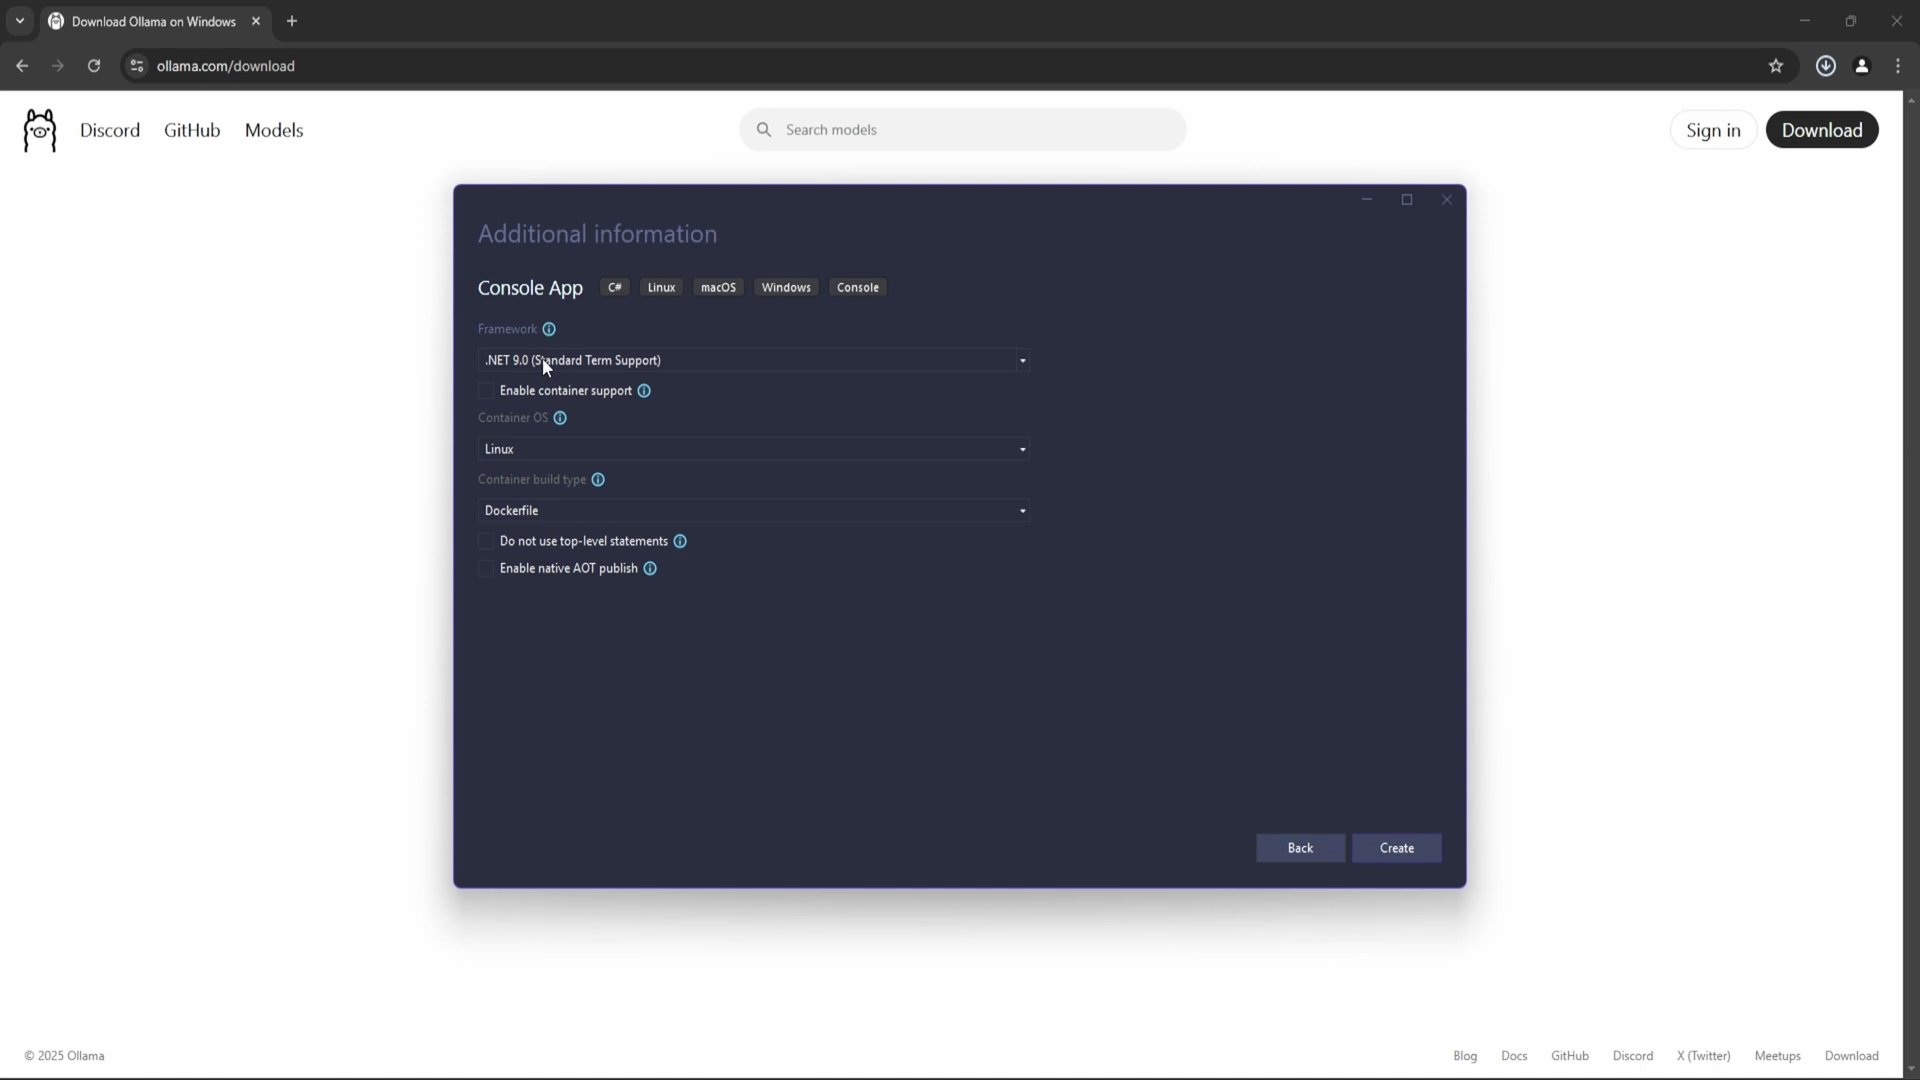 Download Ollama on Windows
ollama.com/download
Discord GitHub Models
Search models
Sign in Download
Additional information
Console App C# Linux macOS Windows Console
Framework
.NET 9.0 (Standard Term Support)
Enable container support
Container OS
Linux
Container build type
Dockerfile
Do not use top-level statements
Enable native AOT publish
Back Create
© 2025 Ollama
Blog Docs GitHub Discord X (Twitter) Meetups Download